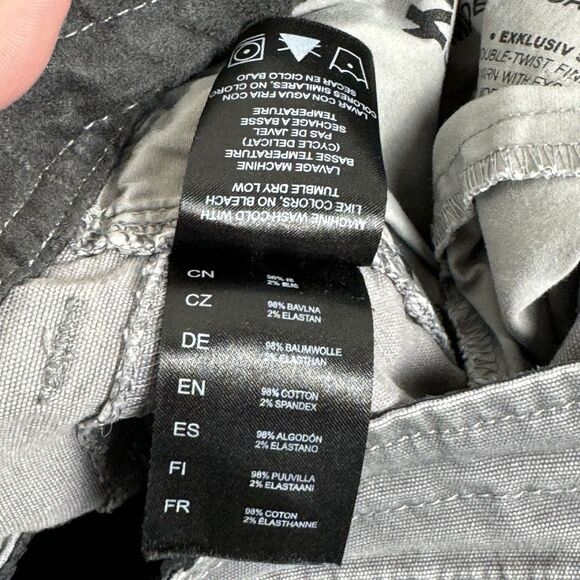 MACHINE WASH COLD WITH
LIKE COLORS, NO BLEACH
TUMBLE DRY LOW
LAVAGE MACHINE
BASSE TEMPERATURE
(CYCLE DELICAT)
PAS DE JAVEL
SECHAGE A BASSE
TEMPERATURE
LAVAR CON AGUA FRIA CON
COLORES SIMILARES, NO CLORO
SECAR EN CICLO BAJO
CN
2%
CZ 98% BAVLNA
2% ELASTAN
DE 98% BAUMWOLLE
2% ELASTHAN
EN 98% COTTON
2% SPANDEX
ES 98% ALGODÓN
2% ELASTANO
FI 98% PUUVILLA
2% ELASTAANI
FR 98% COTON
2% ÉLASTHANNE
• EXKLUSIV
DOUBLE-TWIST